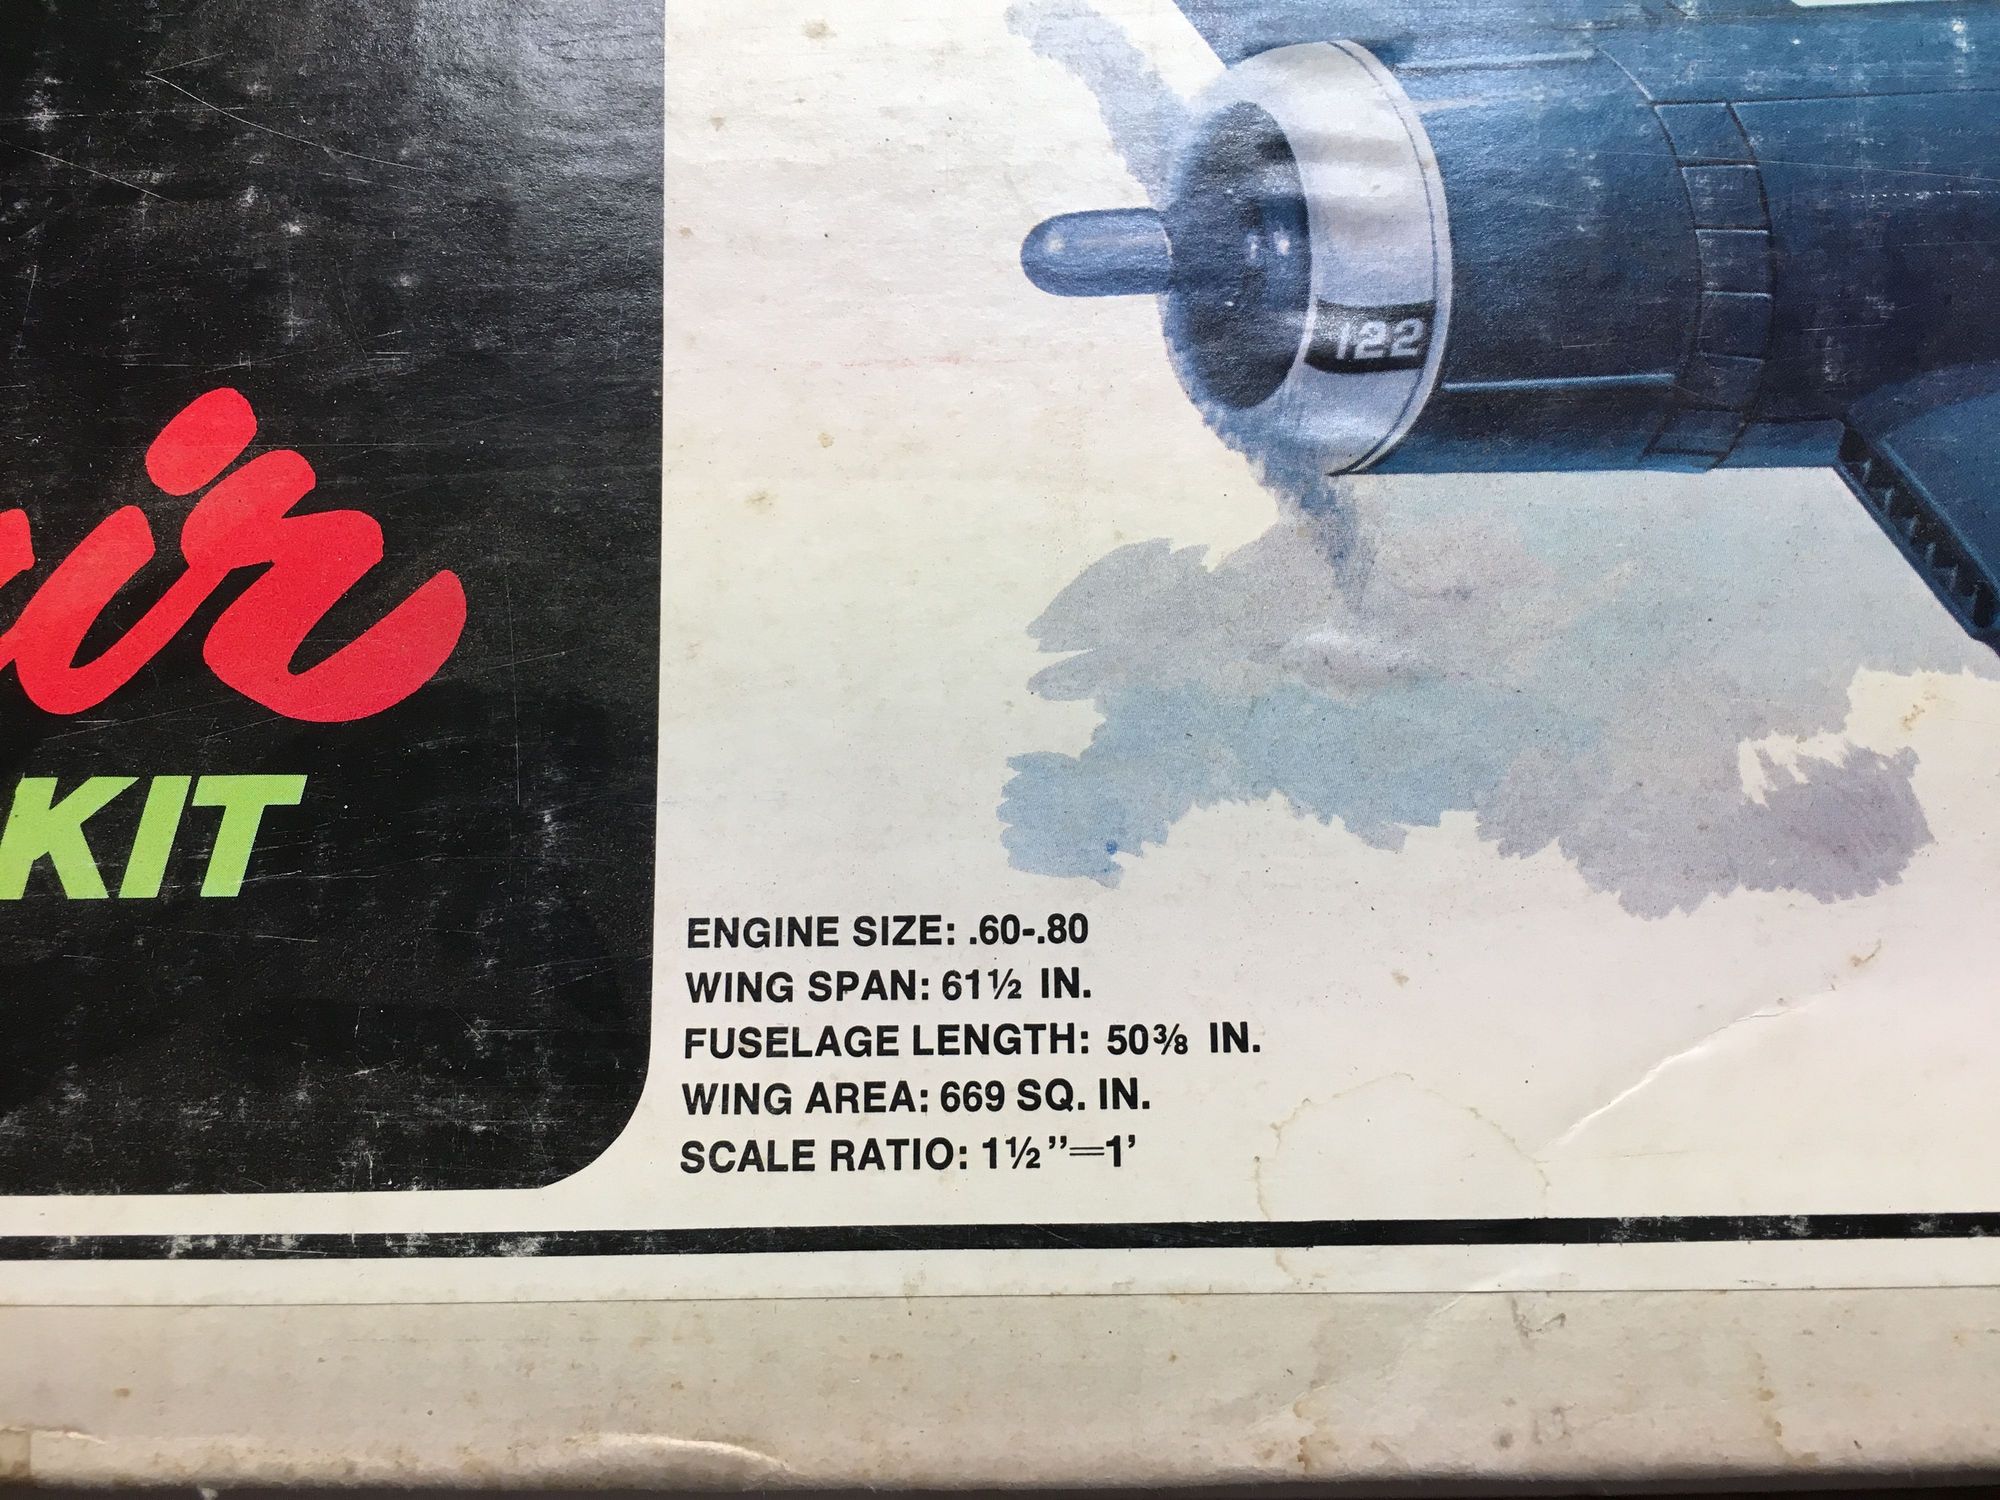 122
KIT
ENGINE SIZE: .60-.80
WING SPAN: 61½ IN.
FUSELAGE LENGTH: 50⅜ IN.
WING AREA: 669 SQ. IN.
SCALE RATIO: 1½"=1'